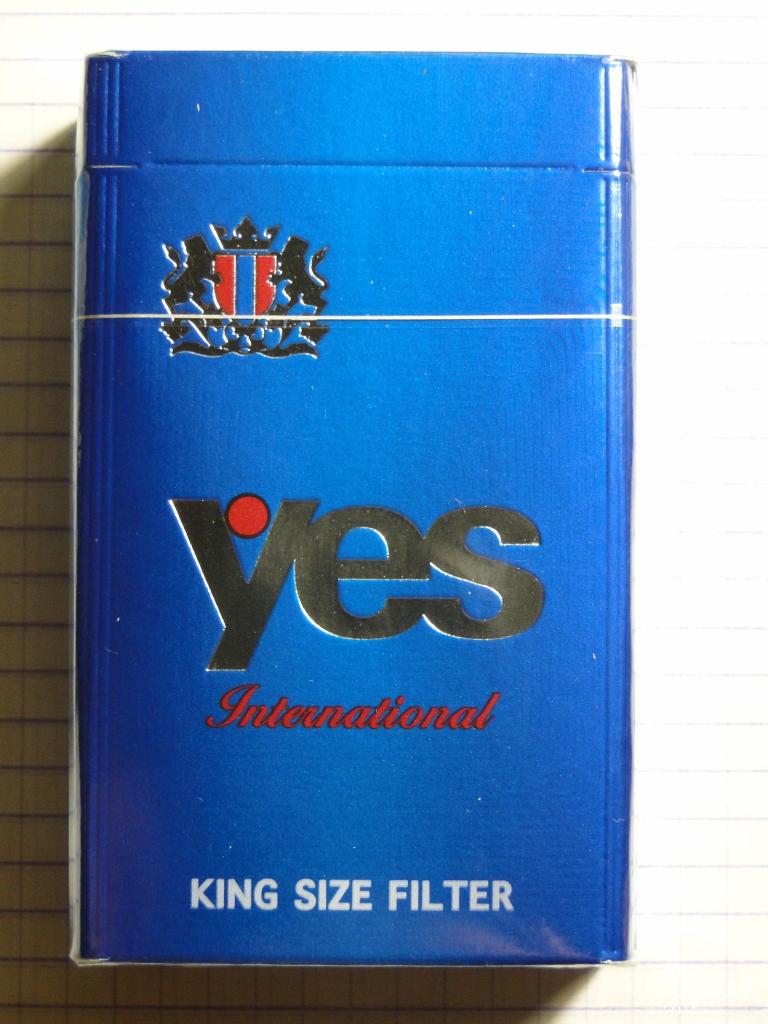 yes
International
KING SIZE FILTER